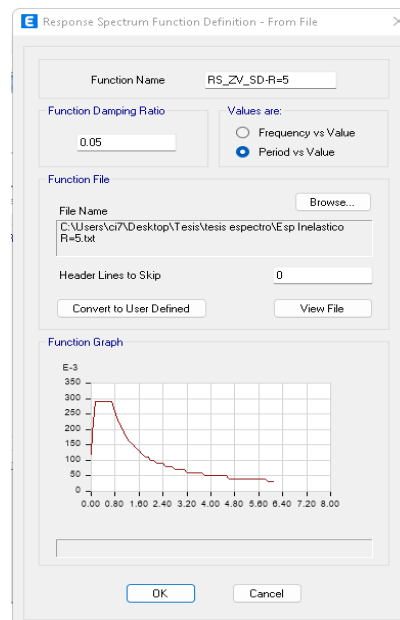 Response Spectrum Function Definition - From File
Function Name
RS_ZV_SD-R=5
Function Damping Ratio
0.05
Values are:
Frequency vs Value
Period vs Value
Function File
Browse...
File Name
C:\Users\ci7\Desktop\Tesis\tesis espectro\Esp Inelastico
R=5.txt
Header Lines to Skip
0
Convert to User Defined
View File
Function Graph
E-3
350
300
250
200
150
100
50
0
0.00 0.80 1.60 2.40 3.20 4.00 4.80 5.60 6.40 7.20 8.00
OK
Cancel